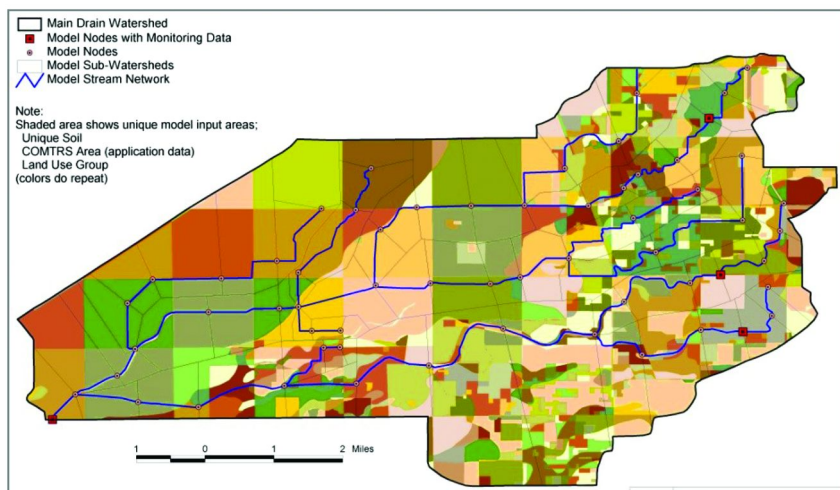 Main Drain Watershed
Model Nodes with Monitoring Data
Model Nodes
Model Sub-Watersheds
Model Stream Network
Note:
Shaded area shows unique model input areas;
Unique Soil
COMTRS Area (application data)
Land Use Group
(colors do repeat)
1 0 1 2 Miles